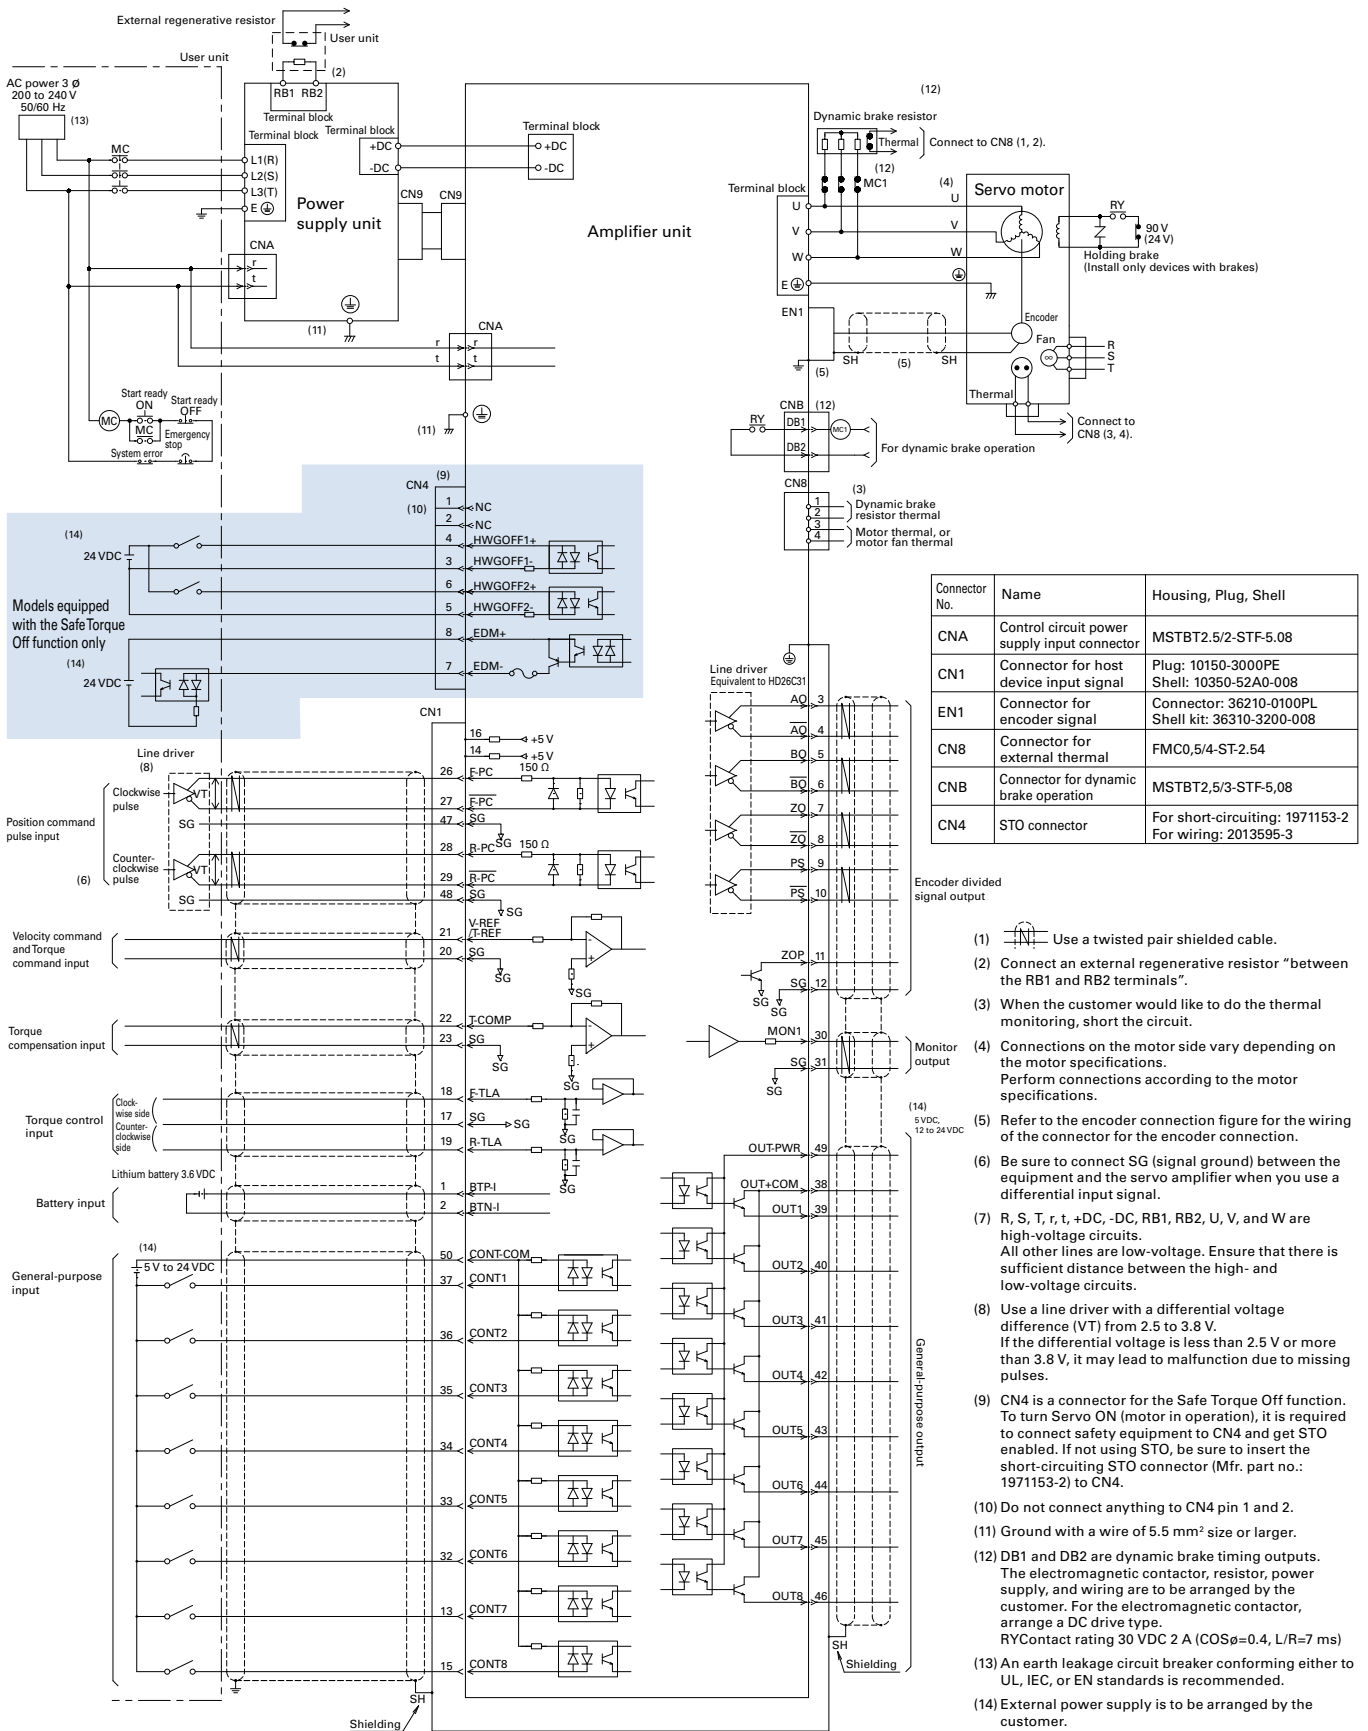 External regenerative resistor
User unit
User unit
(2)
AC power 3 Ø
200 to 240 V
50/60 Hz
(13)
MC
RB1 RB2
Terminal block
Terminal block
Terminal block
+DC
-DC
Terminal block
+DC
-DC
L1(R)
L2(S)
L3(T)
E
Power
supply unit
CN9 CN9
Amplifier unit
CNA
r
t
(11)
CNA
r r
t t
(11)
Start ready
ON
Start ready
OFF
MC
MC
Emergency
stop
System error
(12)
Dynamic brake resistor
Thermal
Connect to CN8 (1, 2).
(12)
MC1
Terminal block
U
V
W
E
(4)
U
V
W
Servo motor
RY
90 V
(24 V)
Holding brake
(Install only devices with brakes)
EN1
SH
(5)
SH
(5)
Encoder
Fan
R
S
T
Thermal
Connect to
CN8 (3, 4).
CNB (12)
RY
DB1
MC1
DB2
For dynamic brake operation
CN8
(3)
1
2
3
4
Dynamic brake
resistor thermal
Motor thermal, or
motor fan thermal
(9)
CN4
(10)
1 NC
2 NC
4 HWGOFF1+
3 HWGOFF1-
6 HWGOFF2+
5 HWGOFF2-
8 EDM+
7 EDM-
(14)
24 VDC
Models equipped
with the Safe Torque
Off function only
(14)
24 VDC
CN1
16 +5 V
14 +5 V
Line driver
(8)
Position command
pulse input
(6)
Clockwise
pulse
VT
SG
Counter-
clockwise
pulse
VT
SG
26 F-PC 150 Ω
27 F-PC
47 SG
SG
28 R-PC 150 Ω
29 R-PC
48 SG
SG
Velocity command
and Torque
command input
V-REF
21 /T-REF
20 SG
SG
SG
Torque
compensation input
22 T-COMP
23 SG
SG
SG
Torque control
input
Clock-
wise side
Counter-
clockwise
side
18 F-TLA
17 SG
SG
19 R-TLA
SG
Lithium battery 3.6 VDC
Battery input
1 BTP-I
2 BTN-I
General-purpose
input
(14)
5 V to 24 VDC
50 CONT-COM
37 CONT1
36 CONT2
35 CONT3
34 CONT4
33 CONT5
32 CONT6
13 CONT7
15 CONT8
SH
Shielding
Line driver
Equivalent to HD26C31
AO 3
AO 4
BO 5
BO 6
ZO 7
ZO 8
PS 9
PS 10
Encoder divided
signal output
ZOP 11
SG
SG 12
SG
MON1 30
SG 31
SG
Monitor
output
(14)
5 VDC,
12 to 24 VDC
OUT-PWR 49
OUT+COM 38
OUT1 39
OUT2 40
OUT3 41
OUT4 42
OUT5 43
OUT6 44
OUT7 45
OUT8 46
General-purpose output
SH
Shielding
Connector No. Name Housing, Plug, Shell
CNA Control circuit power supply input connector MSTBT2.5/2-STF-5.08
CN1 Connector for host device input signal Plug: 10150-3000PE Shell: 10350-52A0-008
EN1 Connector for encoder signal Connector: 36210-0100PL Shell kit: 36310-3200-008
CN8 Connector for external thermal FMC0,5/4-ST-2.54
CNB Connector for dynamic brake operation MSTBT2,5/3-STF-5,08
CN4 STO connector For short-circuiting: 1971153-2 For wiring: 2013595-3
(1) Use a twisted pair shielded cable.
(2) Connect an external regenerative resistor “between
the RB1 and RB2 terminals”.
(3) When the customer would like to do the thermal
monitoring, short the circuit.
(4) Connections on the motor side vary depending on
the motor specifications.
Perform connections according to the motor
specifications.
(5) Refer to the encoder connection figure for the wiring
of the connector for the encoder connection.
(6) Be sure to connect SG (signal ground) between the
equipment and the servo amplifier when you use a
differential input signal.
(7) R, S, T, r, t, +DC, -DC, RB1, RB2, U, V, and W are
high-voltage circuits.
All other lines are low-voltage. Ensure that there is
sufficient distance between the high- and
low-voltage circuits.
(8) Use a line driver with a differential voltage
difference (VT) from 2.5 to 3.8 V.
If the differential voltage is less than 2.5 V or more
than 3.8 V, it may lead to malfunction due to missing
pulses.
(9) CN4 is a connector for the Safe Torque Off function.
To turn Servo ON (motor in operation), it is required
to connect safety equipment to CN4 and get STO
enabled. If not using STO, be sure to insert the
short-circuiting STO connector (Mfr. part no.:
1971153-2) to CN4.
(10) Do not connect anything to CN4 pin 1 and 2.
(11) Ground with a wire of 5.5 mm² size or larger.
(12) DB1 and DB2 are dynamic brake timing outputs.
The electromagnetic contactor, resistor, power
supply, and wiring are to be arranged by the
customer. For the electromagnetic contactor,
arrange a DC drive type.
RYContact rating 30 VDC 2 A (COSø=0.4, L/R=7 ms)
(13) An earth leakage circuit breaker conforming either to
UL, IEC, or EN standards is recommended.
(14) External power supply is to be arranged by the
customer.